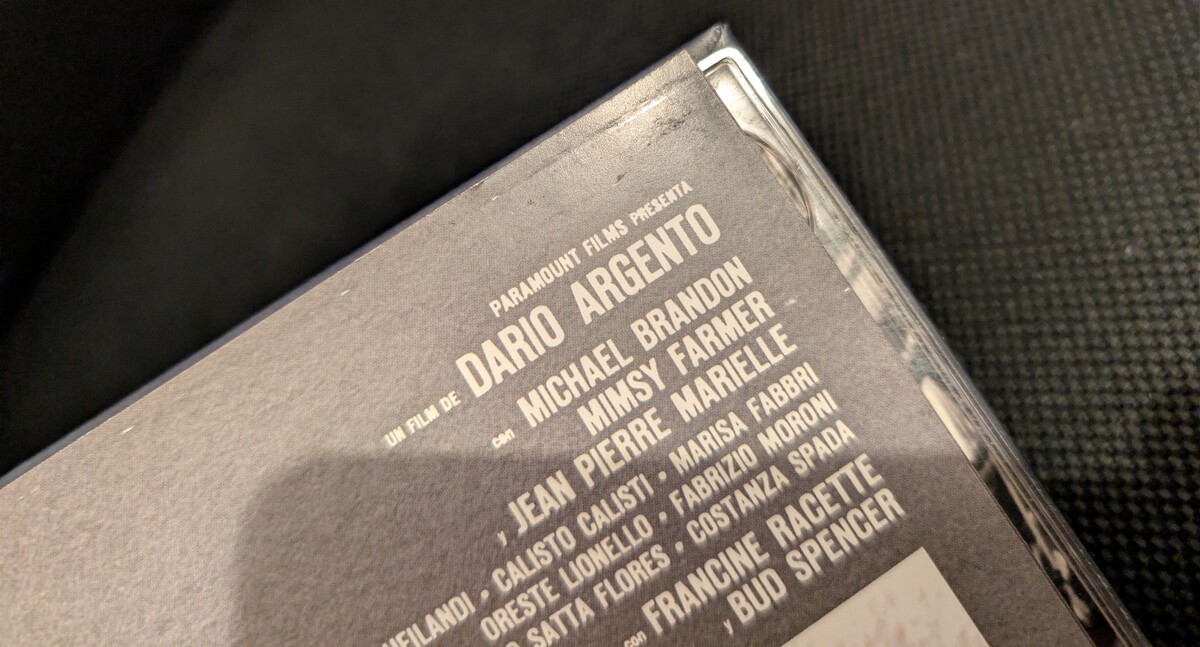 PARAMOUNT FILMS PRESENTA
UN FILM DE DARIO ARGENTO
con MICHAEL BRANDON
MIMSY FARMER
y JEAN PIERRE MARIELLE
CALISTO CALISTI • MARISA FABBRI
ORESTE LIONELLO • FABRIZIO MORONI
SATTA FLORES • COSTANZA SPADA
con FRANCINE RACETTE
y BUD SPENCER